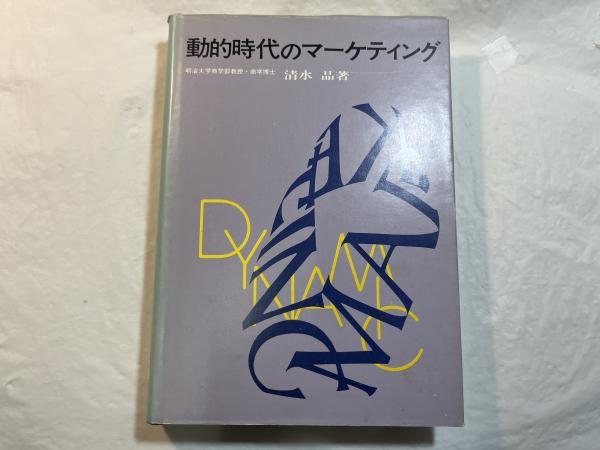 動的時代のマーケティング
明治大学商学部教授・商学博士 清水 晶著
DYNAMIC
MARKETING